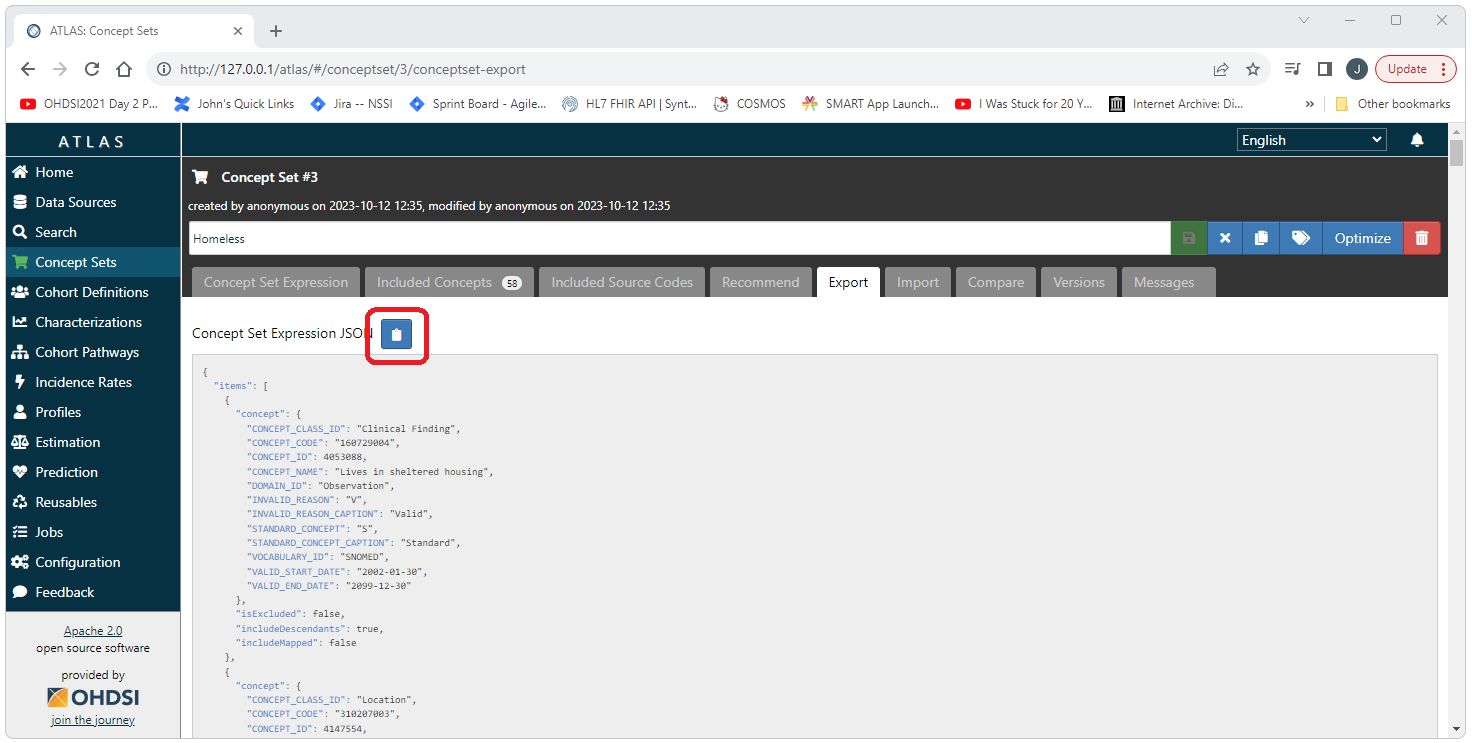 ATLAS: Concept Sets
http://127.0.0.1/atlas/#/conceptset/3/conceptset-export
J
Update
OHDSI2021 Day 2 P...
John's Quick Links
Jira -- NSSI
Sprint Board - Agile...
HL7 FHIR API | Synt...
COSMOS
SMART App Launch...
I Was Stuck for 20 Y...
Internet Archive: Di...
»
Other bookmarks
ATLAS
English
Home
Data Sources
Search
Concept Sets
Cohort Definitions
Characterizations
Cohort Pathways
Incidence Rates
Profiles
Estimation
Prediction
Reusables
Jobs
Configuration
Feedback
Apache 2.0
open source software
provided by
OHDSI
join the journey
Concept Set #3
created by anonymous on 2023-10-12 12:35, modified by anonymous on 2023-10-12 12:35
Homeless
Optimize
Concept Set Expression
Included Concepts 58
Included Source Codes
Recommend
Export
Import
Compare
Versions
Messages
Concept Set Expression JSON
{
"items": [
{
"concept": {
"CONCEPT_CLASS_ID": "Clinical Finding",
"CONCEPT_CODE": "160729004",
"CONCEPT_ID": 4053088,
"CONCEPT_NAME": "Lives in sheltered housing",
"DOMAIN_ID": "Observation",
"INVALID_REASON": "V",
"INVALID_REASON_CAPTION": "Valid",
"STANDARD_CONCEPT": "S",
"STANDARD_CONCEPT_CAPTION": "Standard",
"VOCABULARY_ID": "SNOMED",
"VALID_START_DATE": "2002-01-30",
"VALID_END_DATE": "2099-12-30"
},
"isExcluded": false,
"includeDescendants": true,
"includeMapped": false
},
{
"concept": {
"CONCEPT_CLASS_ID": "Location",
"CONCEPT_CODE": "310207003",
"CONCEPT_ID": 4147554,